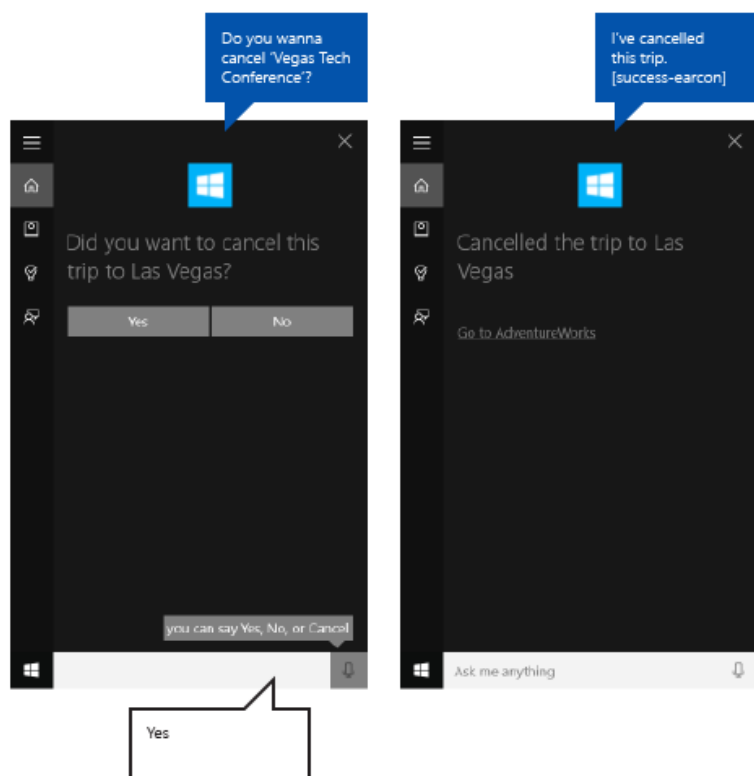 Do you wanna
cancel 'Vegas Tech
Conference'?
Did you want to cancel this
trip to Las Vegas?
Yes
No
you can say Yes, No, or Cancel
Yes
I've cancelled
this trip.
[success-earcon]
Cancelled the trip to Las
Vegas
Go to AdventureWorks
Ask me anything